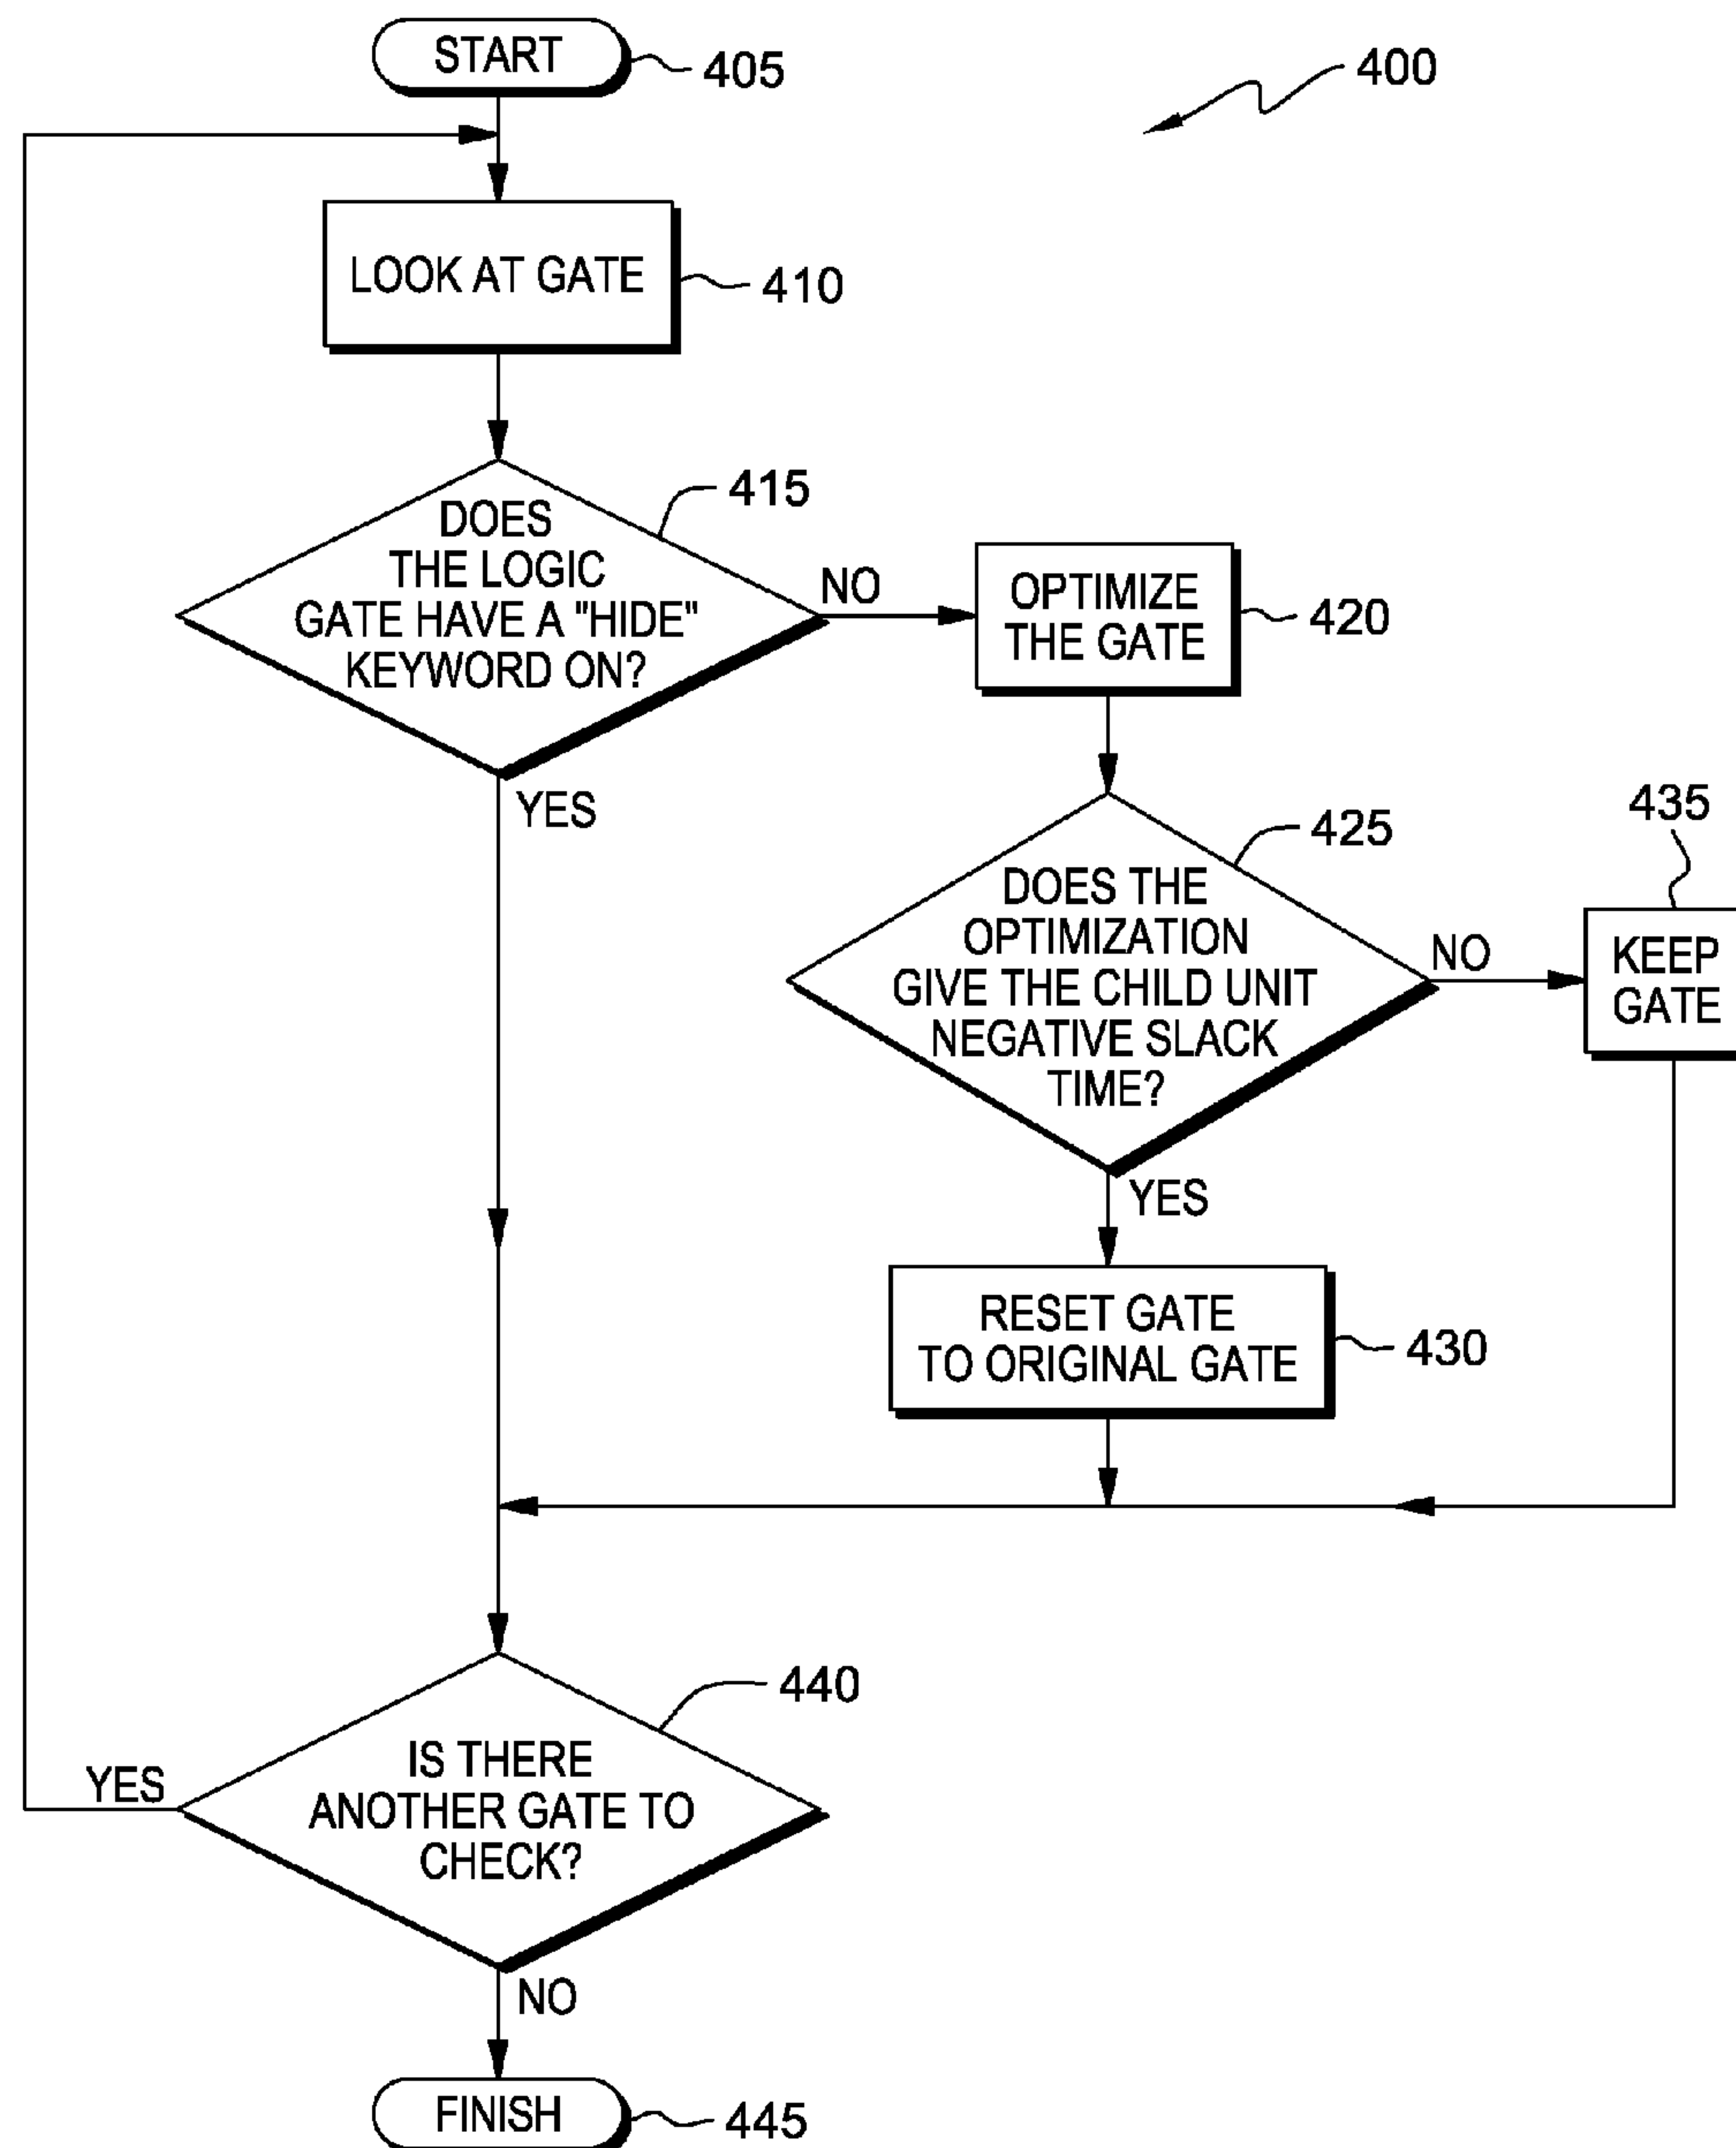 START
405
400
LOOK AT GATE
410
DOES
THE LOGIC
GATE HAVE A "HIDE"
KEYWORD ON?
415
NO
YES
OPTIMIZE
THE GATE
420
DOES THE
OPTIMIZATION
GIVE THE CHILD UNIT
NEGATIVE SLACK
TIME?
425
NO
YES
435
KEEP
GATE
RESET GATE
TO ORIGINAL GATE
430
IS THERE
ANOTHER GATE TO
CHECK?
440
YES
NO
FINISH
445